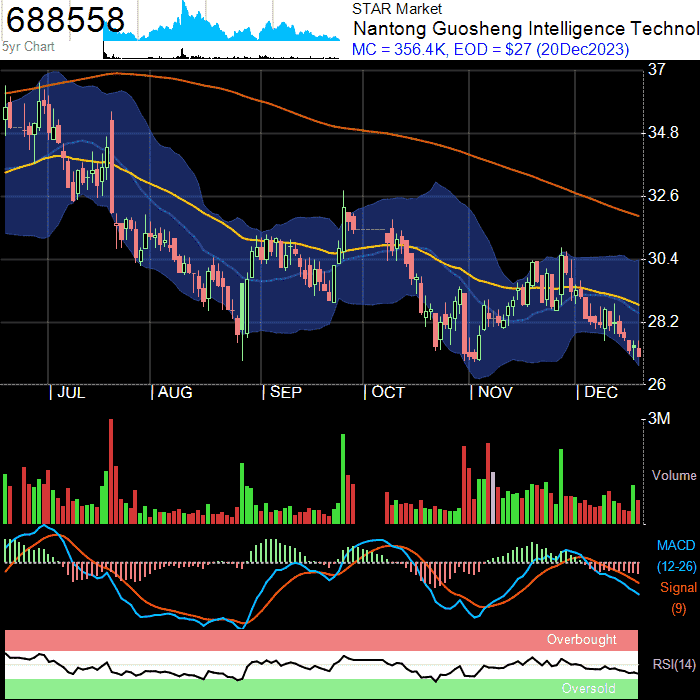 688558
5yr Chart
STAR Market
Nantong Guosheng Intelligence Technol
MC = 356.4K, EOD = $27 (20Dec2023)
37
34.8
32.6
30.4
28.2
26
| JUL | AUG | SEP | OCT | NOV | DEC
3M
Volume
MACD
(12-26)
Signal
(9)
Overbought
RSI(14)
Oversold